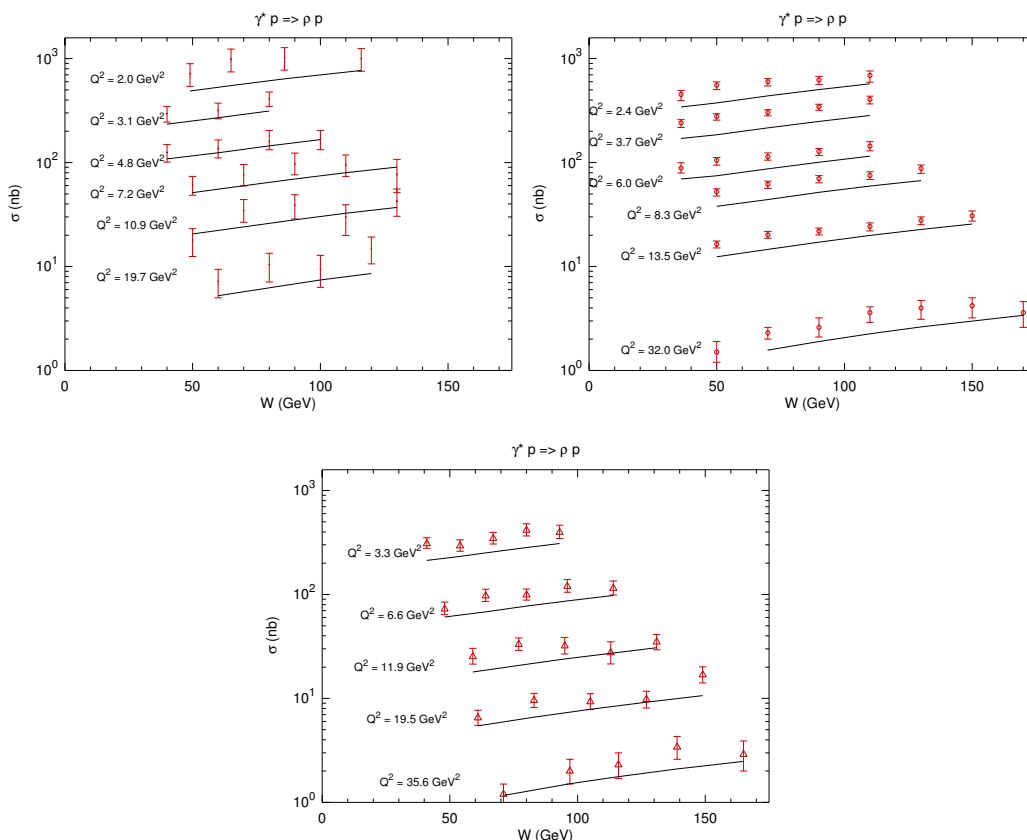 γ* p => ρ p
10³
Q² = 2.0 GeV²
Q² = 3.1 GeV²
Q² = 4.8 GeV²
10²
Q² = 7.2 GeV²
σ (nb)
Q² = 10.9 GeV²
10¹
Q² = 19.7 GeV²
10⁰
0 50 100 150
W (GeV)
γ* p => ρ p
10³
Q² = 2.4 GeV²
Q² = 3.7 GeV²
10²
Q² = 6.0 GeV²
σ (nb)
Q² = 8.3 GeV²
Q² = 13.5 GeV²
10¹
Q² = 32.0 GeV²
10⁰
0 50 100 150
W (GeV)
γ* p => ρ p
10³
Q² = 3.3 GeV²
10²
Q² = 6.6 GeV²
σ (nb)
Q² = 11.9 GeV²
10¹
Q² = 19.5 GeV²
Q² = 35.6 GeV²
10⁰
0 50 100 150
W (GeV)